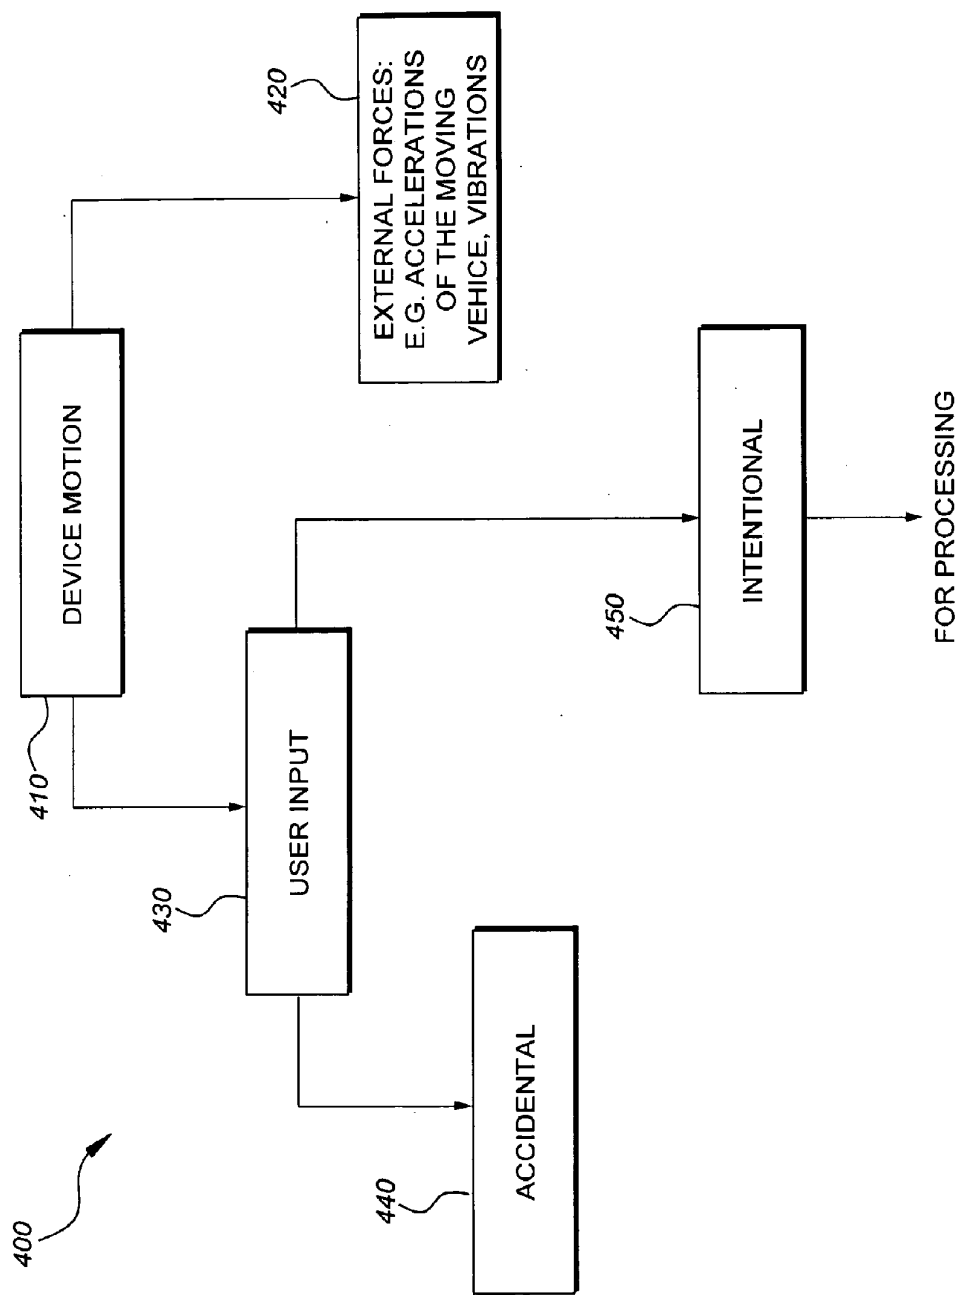 400
410
DEVICE MOTION
420
EXTERNAL FORCES:
E.G. ACCELERATIONS
OF THE MOVING
VEHICE, VIBRATIONS
430
USER INPUT
440
ACCIDENTAL
450
INTENTIONAL
FOR PROCESSING